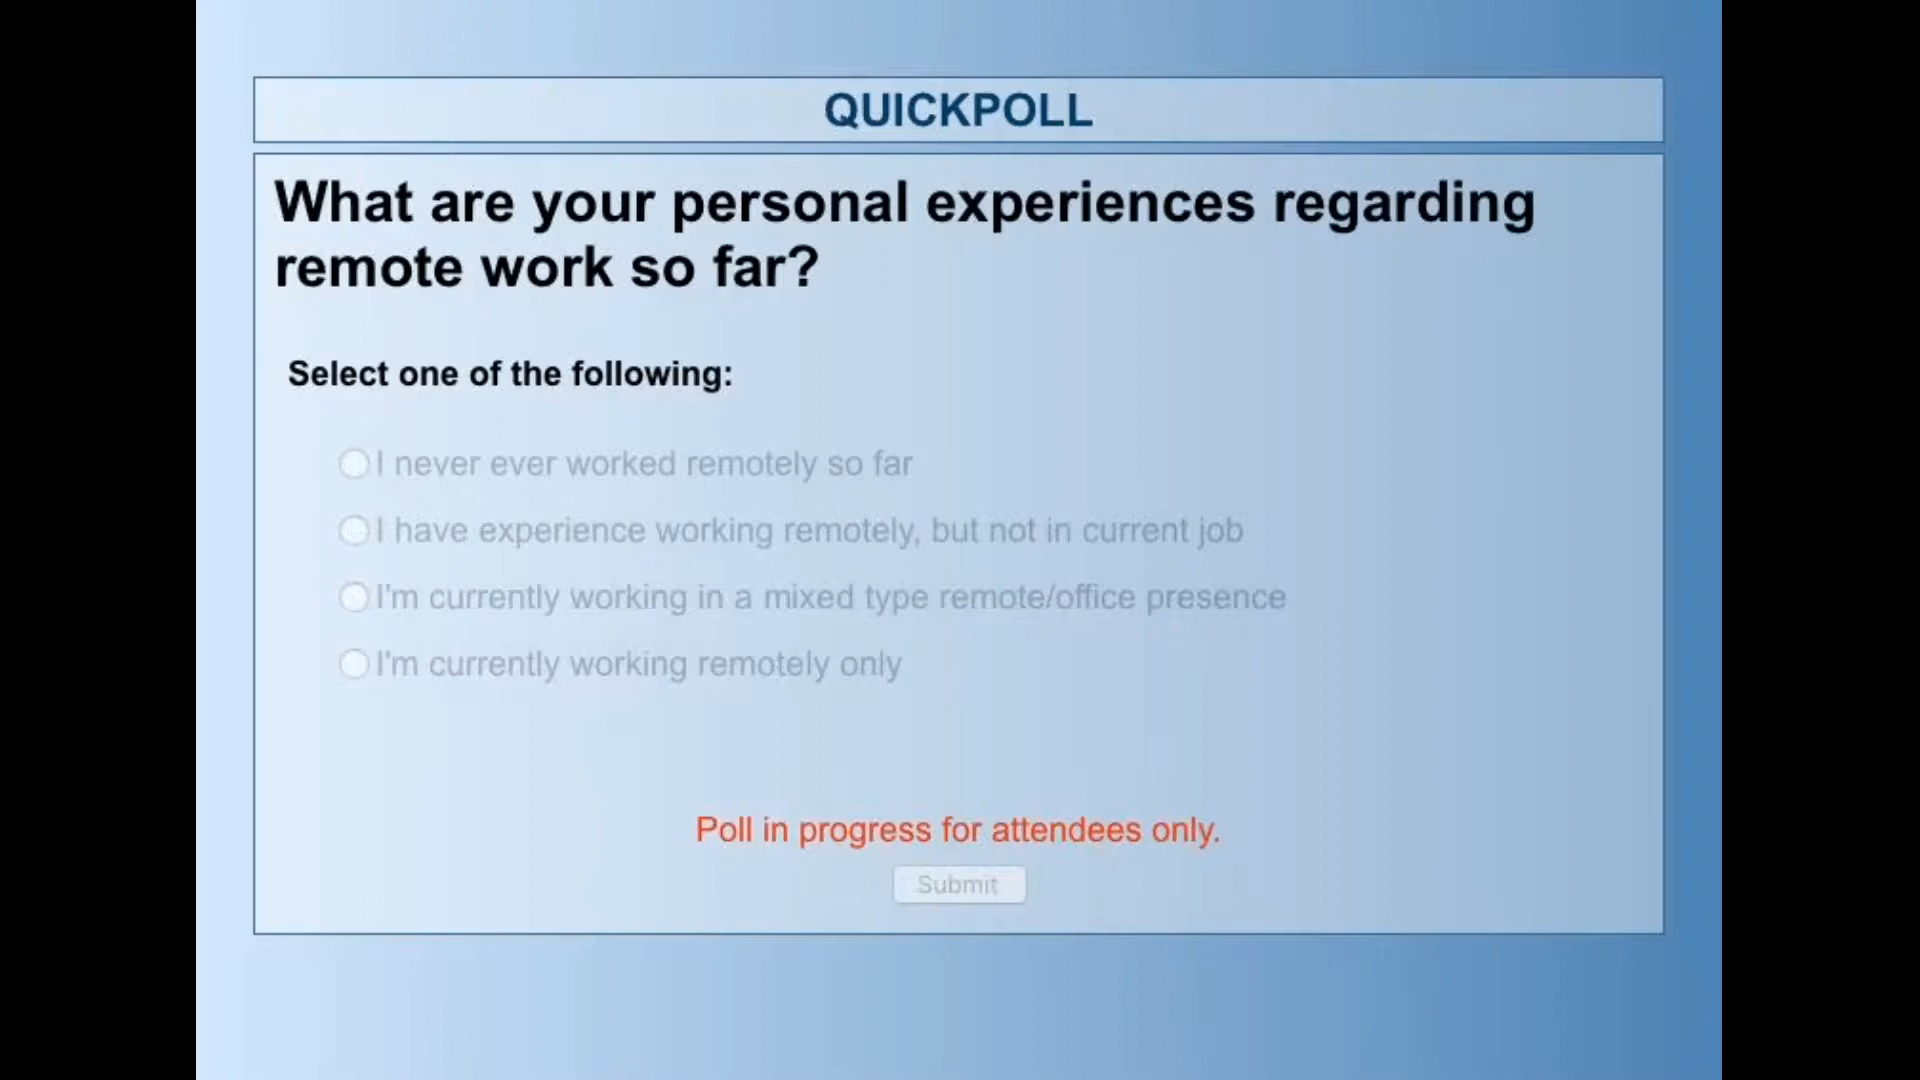 QUICKPOLL
What are your personal experiences regarding
remote work so far?
Select one of the following:
I never ever worked remotely so far
I have experience working remotely, but not in current job
I'm currently working in a mixed type remote/office presence
I'm currently working remotely only
Poll in progress for attendees only.
Submit